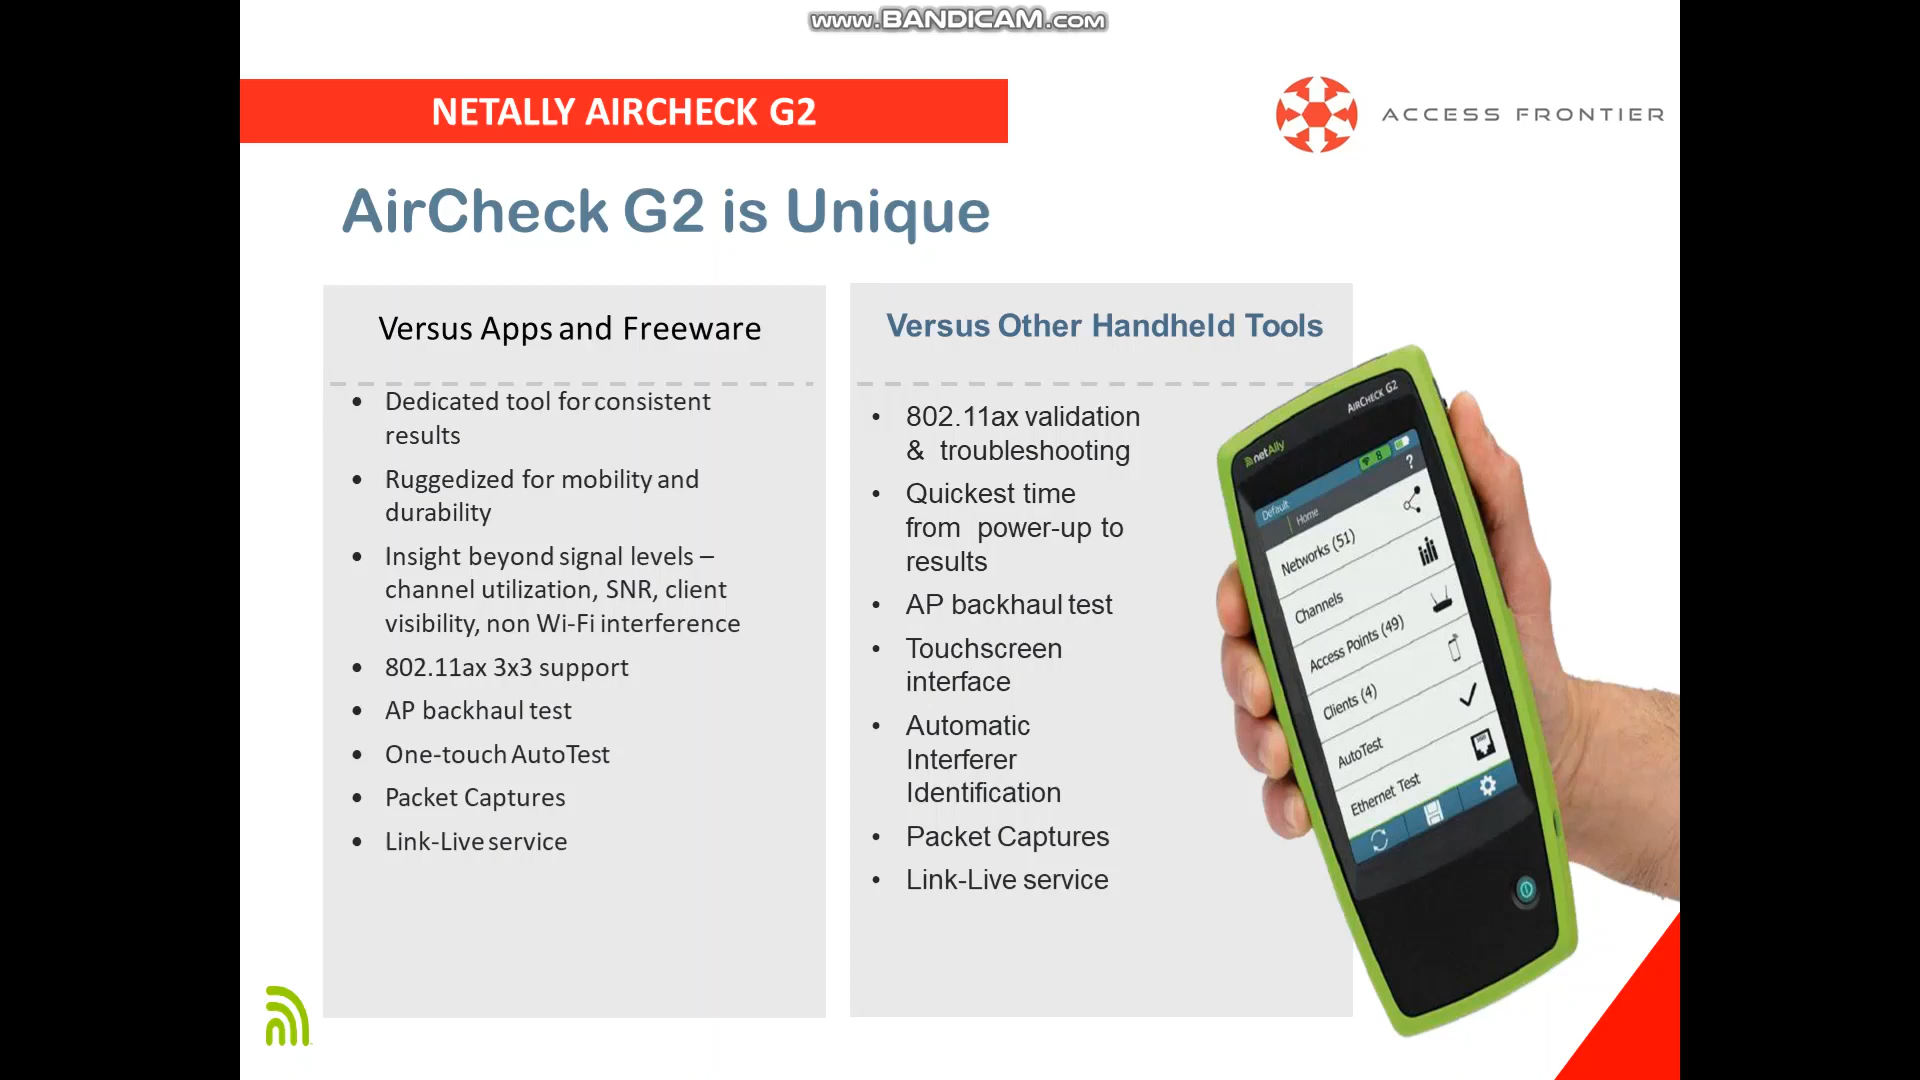 www.BANDICAM.com
NETALLY AIRCHECK G2
ACCESS FRONTIER
AirCheck G2 is Unique
Versus Apps and Freeware
• Dedicated tool for consistent
results
• Ruggedized for mobility and
durability
• Insight beyond signal levels –
channel utilization, SNR, client
visibility, non Wi-Fi interference
• 802.11ax 3x3 support
• AP backhaul test
• One-touch AutoTest
• Packet Captures
• Link-Live service
Versus Other Handheld Tools
• 802.11ax validation
& troubleshooting
• Quickest time
from power-up to
results
• AP backhaul test
• Touchscreen
interface
• Automatic
Interferer
Identification
• Packet Captures
• Link-Live service
AIRCHECK G2
netAlly
8
?
Default
Home
Networks (51)
Channels
Access Points (49)
Clients (4)
AutoTest
Ethernet Test